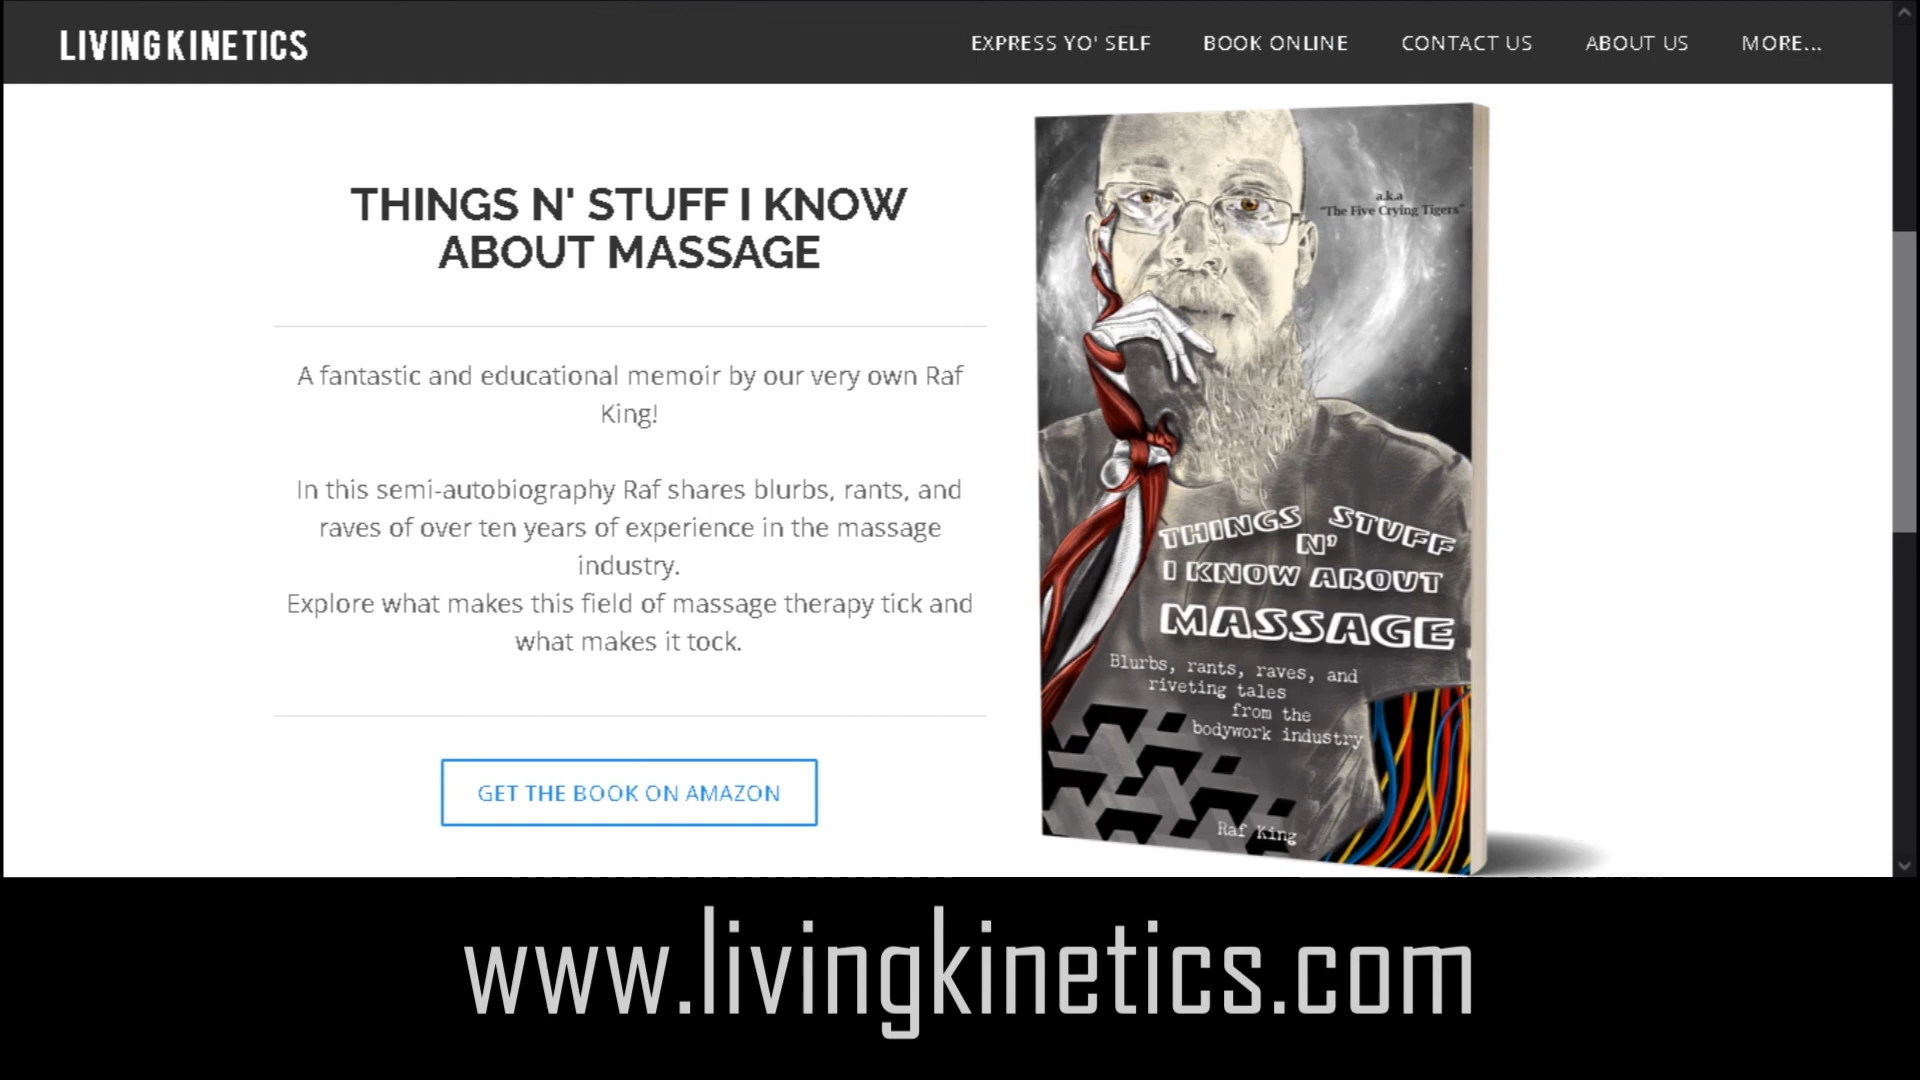 LIVING KINETICS
EXPRESS YO' SELF
BOOK ONLINE
CONTACT US
ABOUT US
MORE...
THINGS N' STUFF I KNOW
ABOUT MASSAGE
A fantastic and educational memoir by our very own Raf
King!
In this semi-autobiography Raf shares blurbs, rants, and
raves of over ten years of experience in the massage
industry.
Explore what makes this field of massage therapy tick and
what makes it tock.
GET THE BOOK ON AMAZON
a.k.a
"The Five Crying Tigers"
THINGS STUFF
N'
I KNOW ABOUT
MASSAGE
Blurbs, rants, raves, and
riveting tales
from the
bodywork industry
Raf King
www.livingkinetics.com